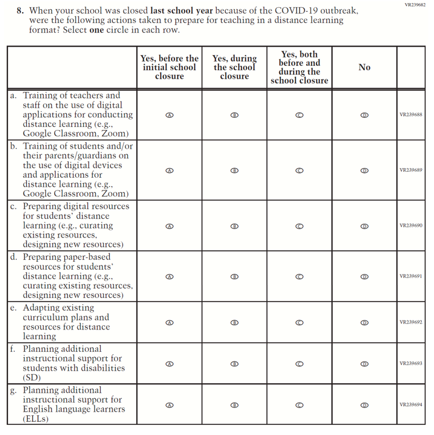 VR239682
8. When your school was closed last school year because of the COVID-19 outbreak,
were the following actions taken to prepare for teaching in a distance learning
format? Select one circle in each row.
Yes, before the
initial school
closure
Yes, during
the school
closure
Yes, both
before and
during the
school closure
No
a. Training of teachers and
staff on the use of digital
applications for conducting
distance learning (e.g.,
Google Classroom, Zoom)
A B C D VR239688
b. Training of students and/or
their parents/guardians on
the use of digital devices
and applications for
distance learning (e.g.,
Google Classroom, Zoom)
A B C D VR239689
c. Preparing digital resources
for students' distance
learning (e.g., curating
existing resources,
designing new resources)
A B C D VR239690
d. Preparing paper-based
resources for students'
distance learning (e.g.,
curating existing resources,
designing new resources)
A B C D VR239691
e. Adapting existing
curriculum plans and
resources for distance
learning
A B C D VR239692
f. Planning additional
instructional support for
students with disabilities
(SD)
A B C D VR239693
g. Planning additional
instructional support for
English language learners
(ELLs)
A B C D VR239694